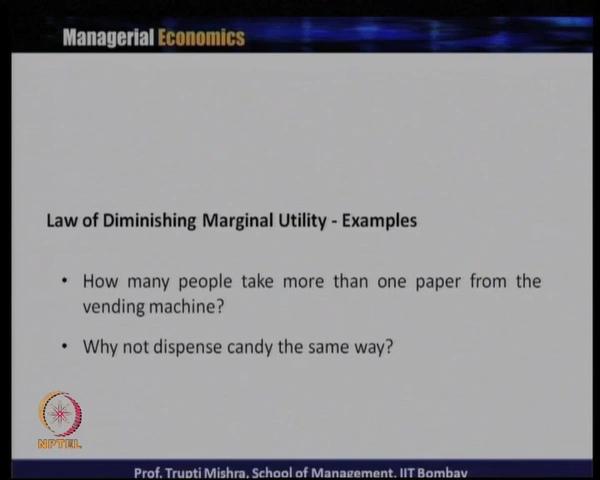 Managerial Economics
Law of Diminishing Marginal Utility - Examples
• How many people take more than one paper from the
vending machine?
• Why not dispense candy the same way?
NPTEL
Prof. Trupti Mishra, School of Management, IIT Bombay